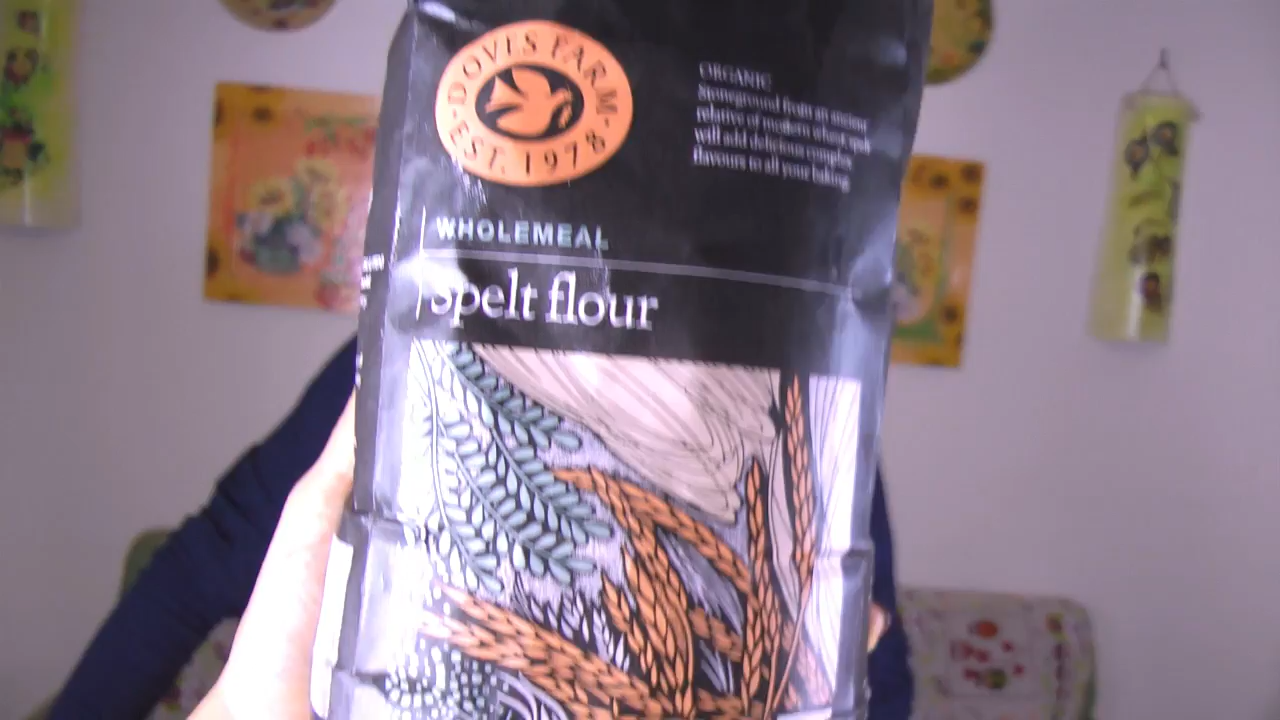 DOVES FARM
EST. 1978
ORGANIC
Stoneground from an ancient
relative of modern wheat spelt
will add delicious complex
flavours to all your baking
WHOLEMEAL
Spelt flour